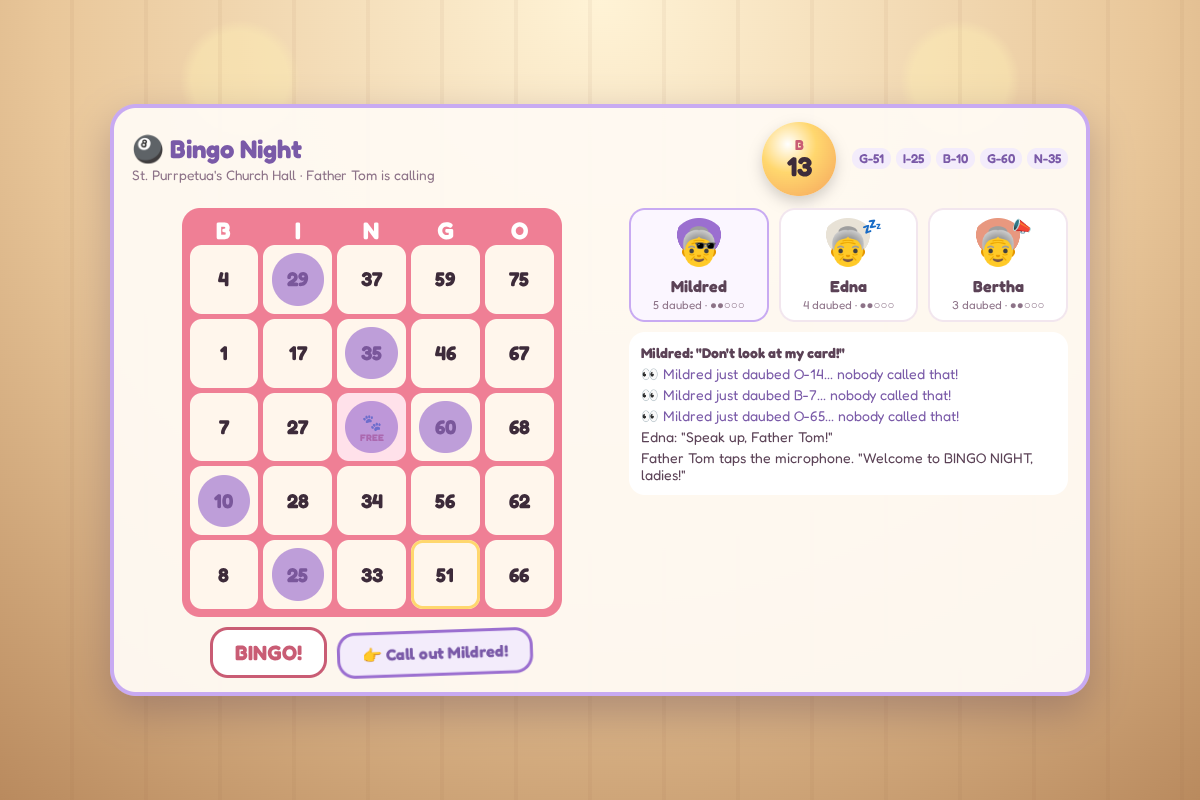 Bingo Night
St. Purrpetua's Church Hall · Father Tom is calling
B
13
G-51 I-25 B-10 G-60 N-35
B I N G O
4 29 37 59 75
1 17 35 46 67
7 27 FREE 60 68
10 28 34 56 62
8 25 33 51 66
BINGO!
👉 Call out Mildred!
Mildred
5 daubed · ●●○○○
Edna
4 daubed · ●●○○○
Bertha
3 daubed · ●●○○○
Mildred: "Don't look at my card!"
👀 Mildred just daubed O-14... nobody called that!
👀 Mildred just daubed B-7... nobody called that!
👀 Mildred just daubed O-65... nobody called that!
Edna: "Speak up, Father Tom!"
Father Tom taps the microphone. "Welcome to BINGO NIGHT,
ladies!"